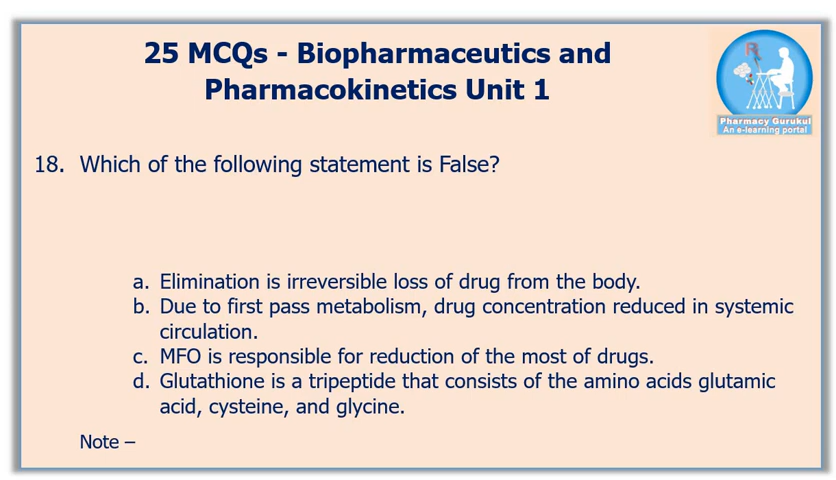 25 MCQs - Biopharmaceutics and
Pharmacokinetics Unit 1
Pharmacy Gurukul
An e-learning portal
18. Which of the following statement is False?
a. Elimination is irreversible loss of drug from the body.
b. Due to first pass metabolism, drug concentration reduced in systemic
circulation.
c. MFO is responsible for reduction of the most of drugs.
d. Glutathione is a tripeptide that consists of the amino acids glutamic
acid, cysteine, and glycine.
Note –